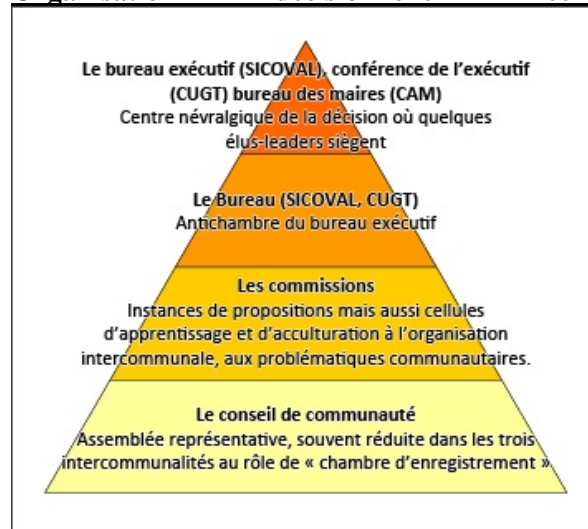 Le bureau exécutif (SICOVAL), conférence de l'exécutif
(CUGT) bureau des maires (CAM)
Centre névralgique de la décision où quelques
élus-leaders siègent
Le Bureau (SICOVAL, CUGT)
Antichambre du bureau exécutif
Les commissions
Instances de propositions mais aussi cellules
d'apprentissage et d'acculturation à l'organisation
intercommunale, aux problématiques communautaires.
Le conseil de communauté
Assemblée représentative, souvent réduite dans les trois
intercommunalités au rôle de « chambre d'enregistrement »